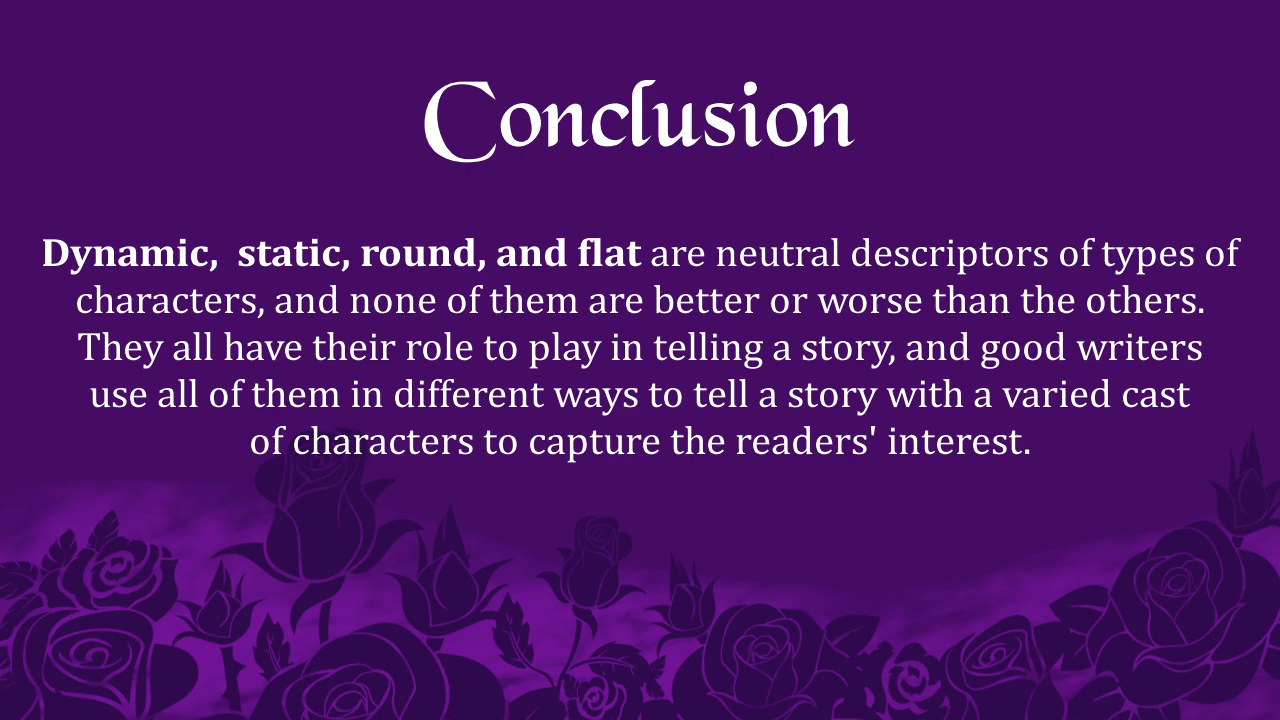 Conclusion
Dynamic,  static, round, and flat are neutral descriptors of types of
characters, and none of them are better or worse than the others.
They all have their role to play in telling a story, and good writers
use all of them in different ways to tell a story with a varied cast
of characters to capture the readers' interest.